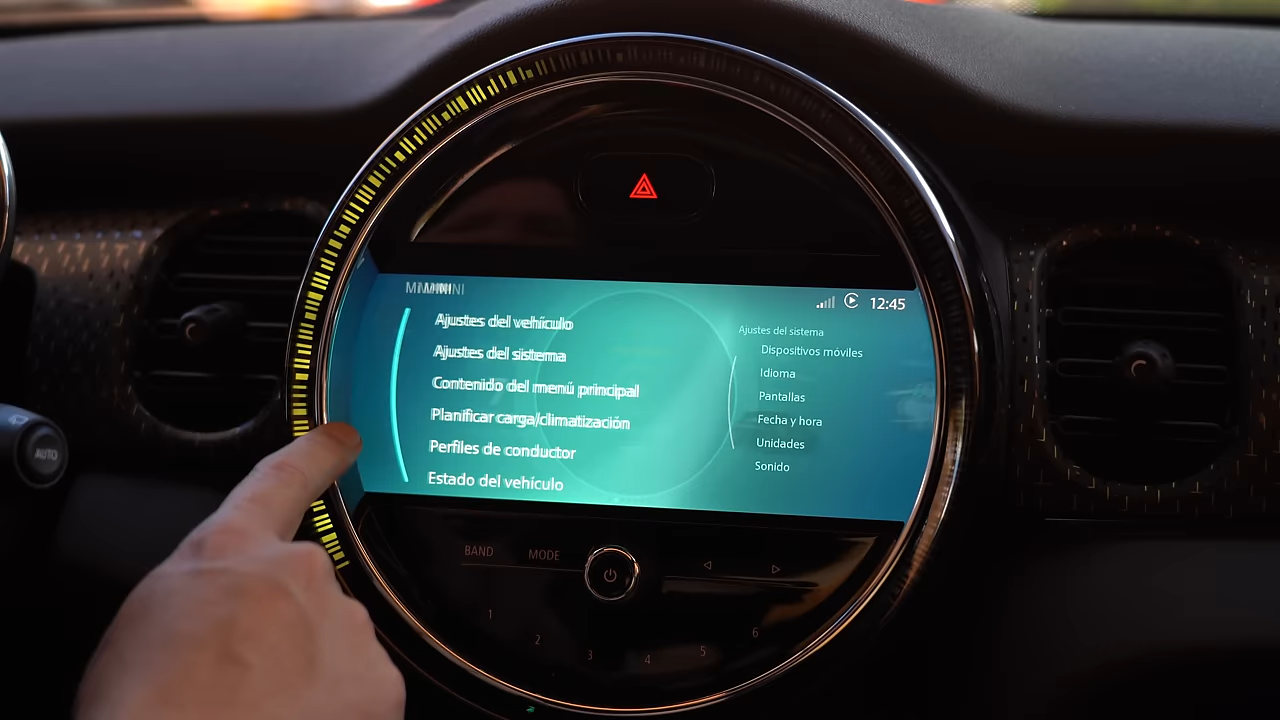 MINI
12:45
Ajustes del vehículo
Ajustes del sistema
Contenido del menú principal
Planificar carga/climatización
Perfiles de conductor
Estado del vehículo
Ajustes del sistema
Dispositivos móviles
Idioma
Pantallas
Fecha y hora
Unidades
Sonido
AUTO
BAND
MODE
1
2
3
4
5
6